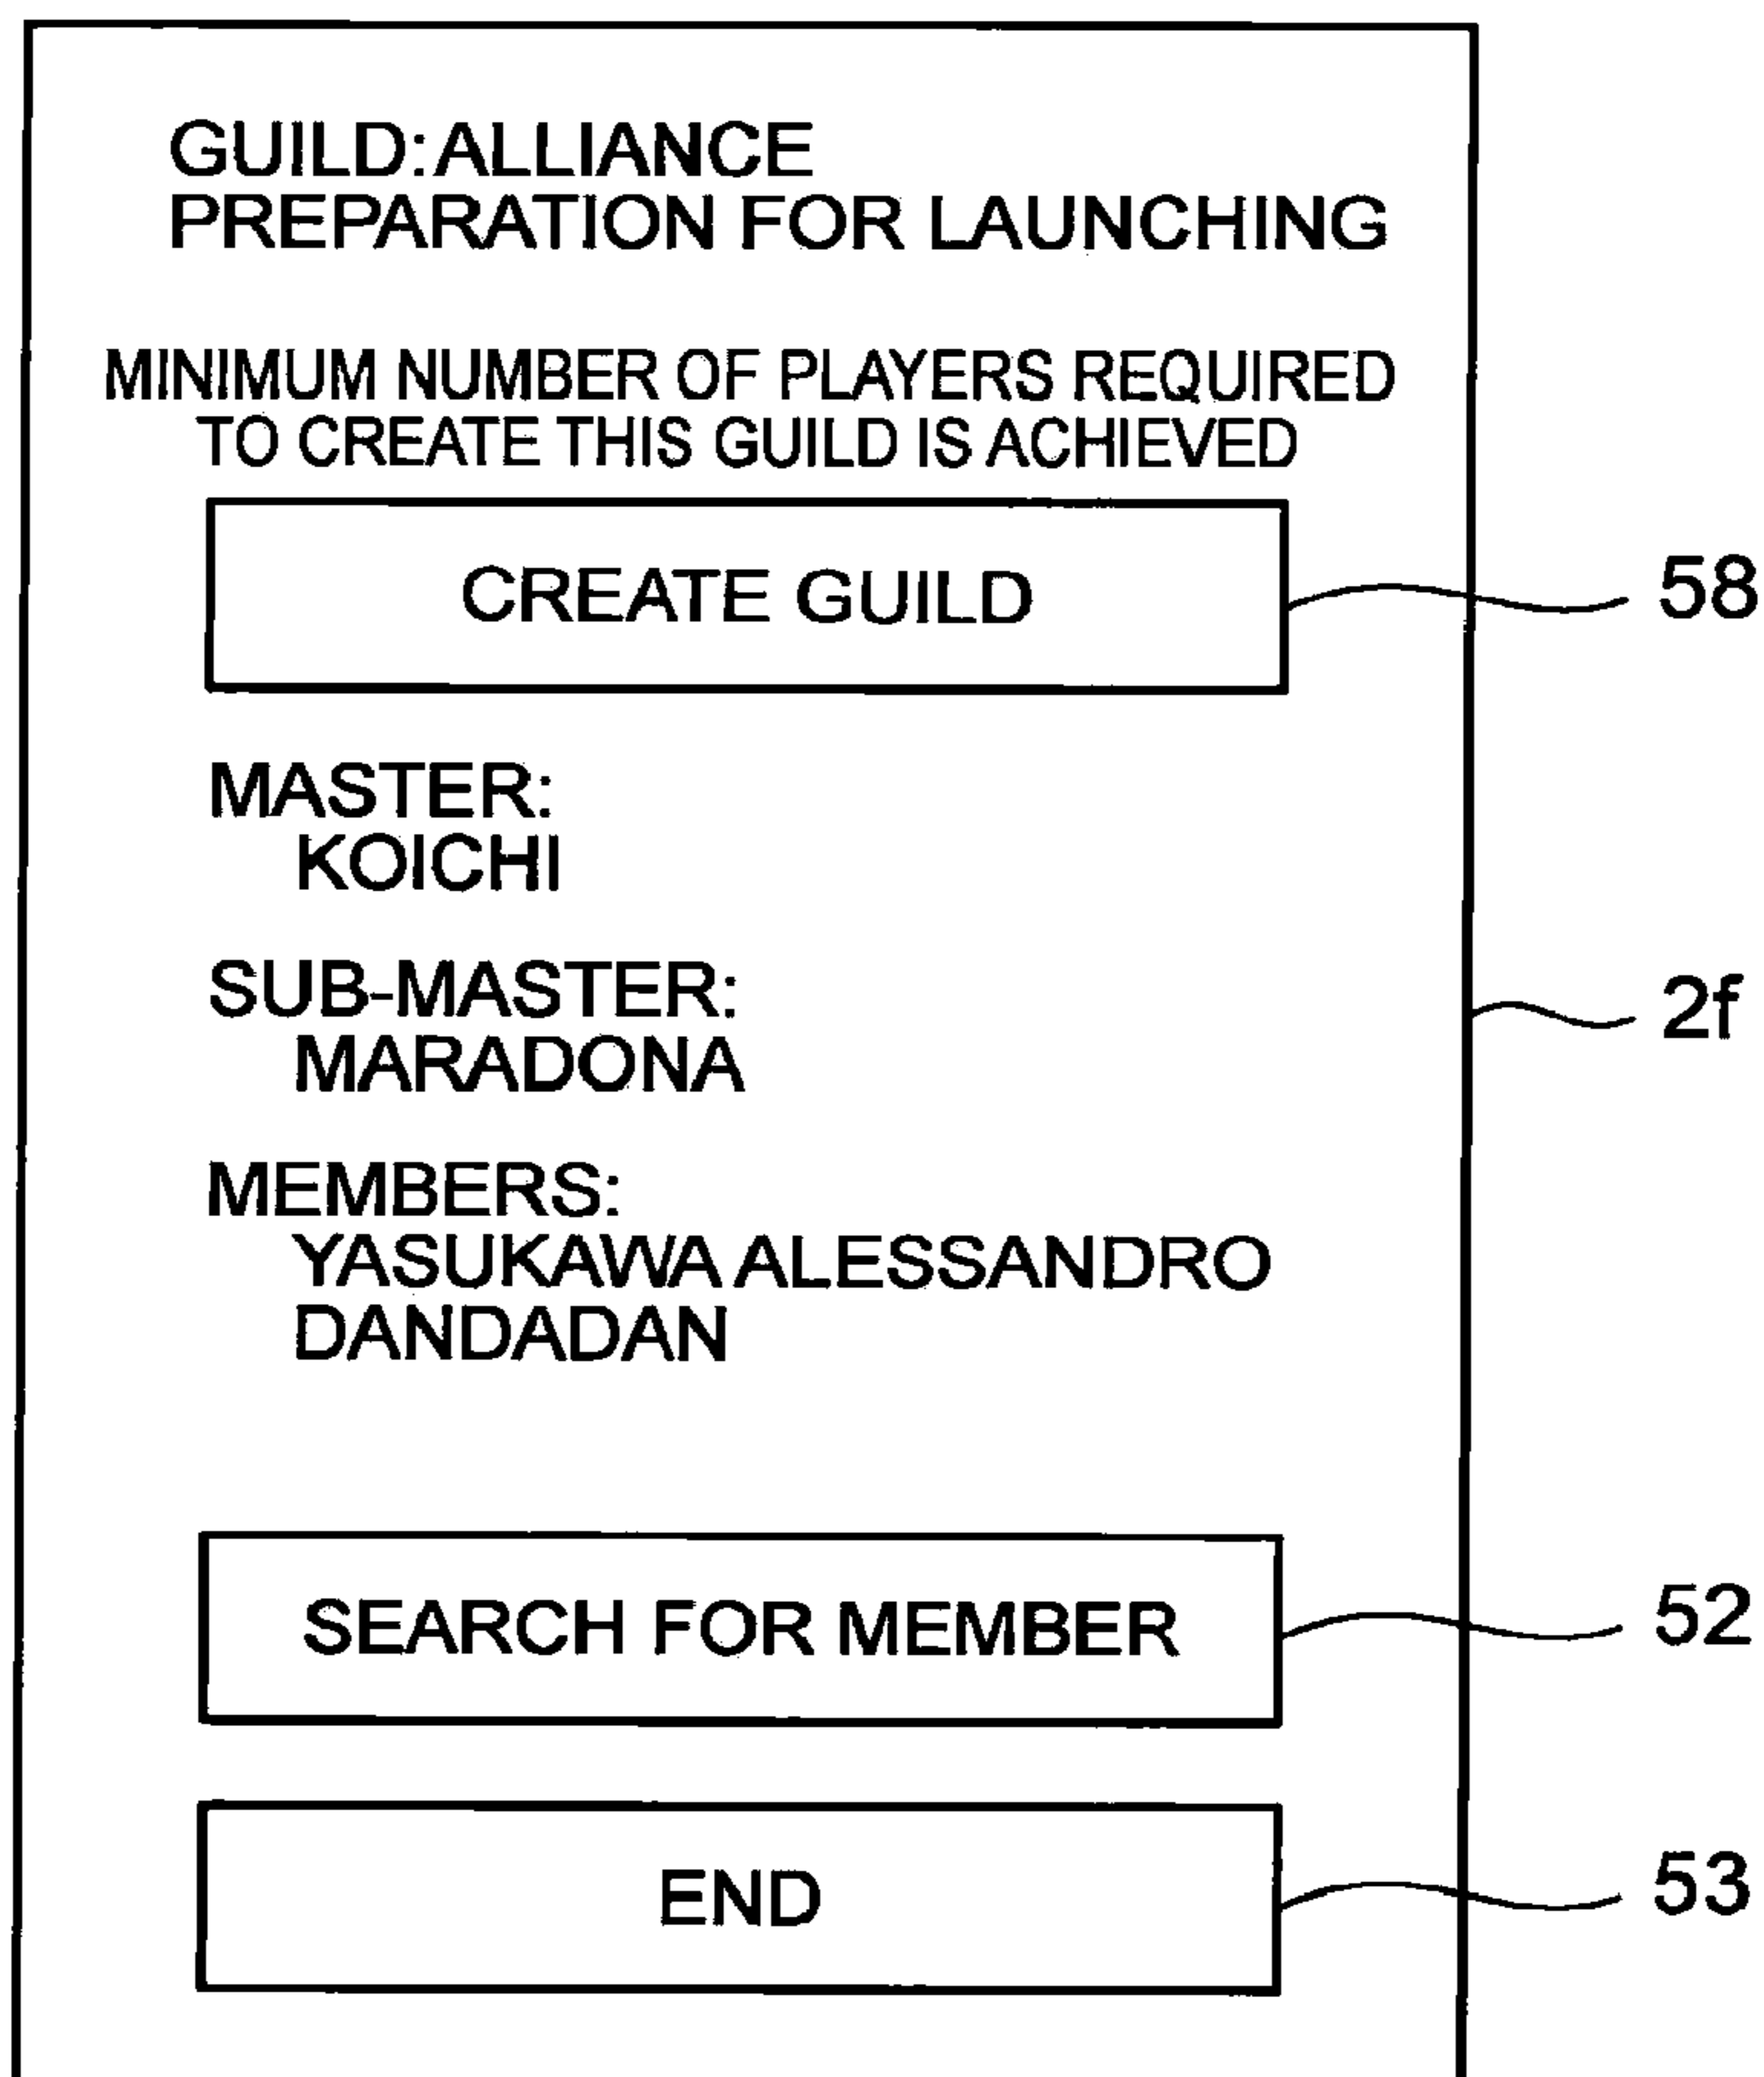 GUILD:ALLIANCE
PREPARATION FOR LAUNCHING
MINIMUM NUMBER OF PLAYERS REQUIRED
TO CREATE THIS GUILD IS ACHIEVED
CREATE GUILD
58
MASTER:
KOICHI
SUB-MASTER:
2f
MARADONA
MEMBERS:
YASUKAWA ALESSANDRO
DANDADAN
SEARCH FOR MEMBER
52
END
53